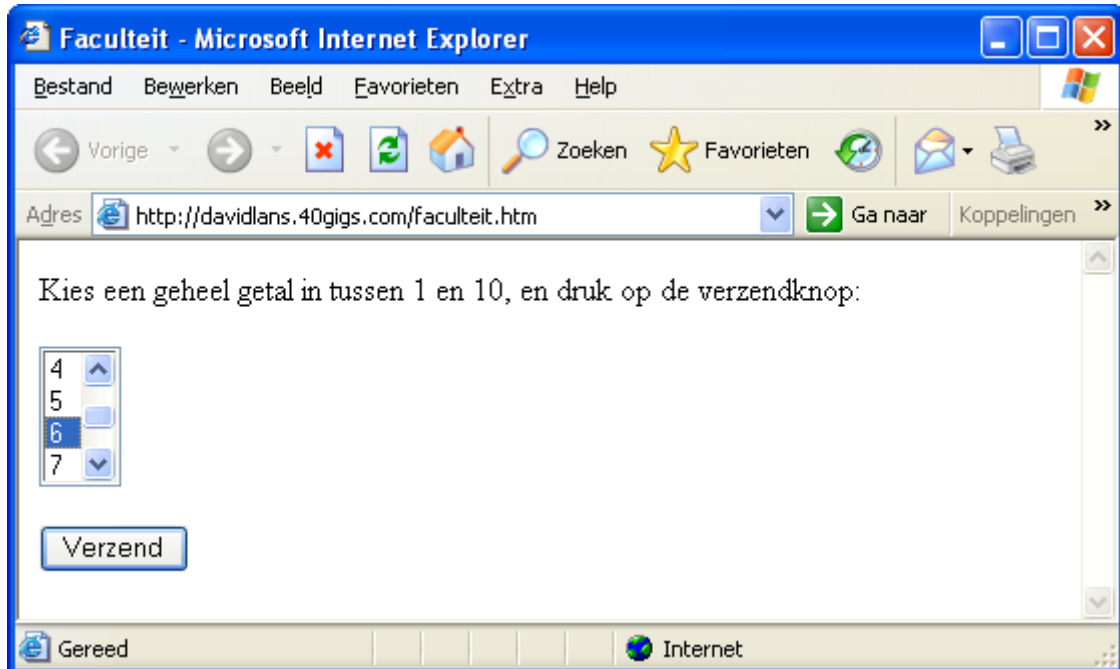 Faculteit - Microsoft Internet Explorer
Bestand Bewerken Beeld Favorieten Extra Help
Vorige Zoeken Favorieten »
Adres http://davidlans.40gigs.com/faculteit.htm Ga naar Koppelingen »
Kies een geheel getal in tussen 1 en 10, en druk op de verzendknop:
4
5
6
7
Verzend
Gereed Internet